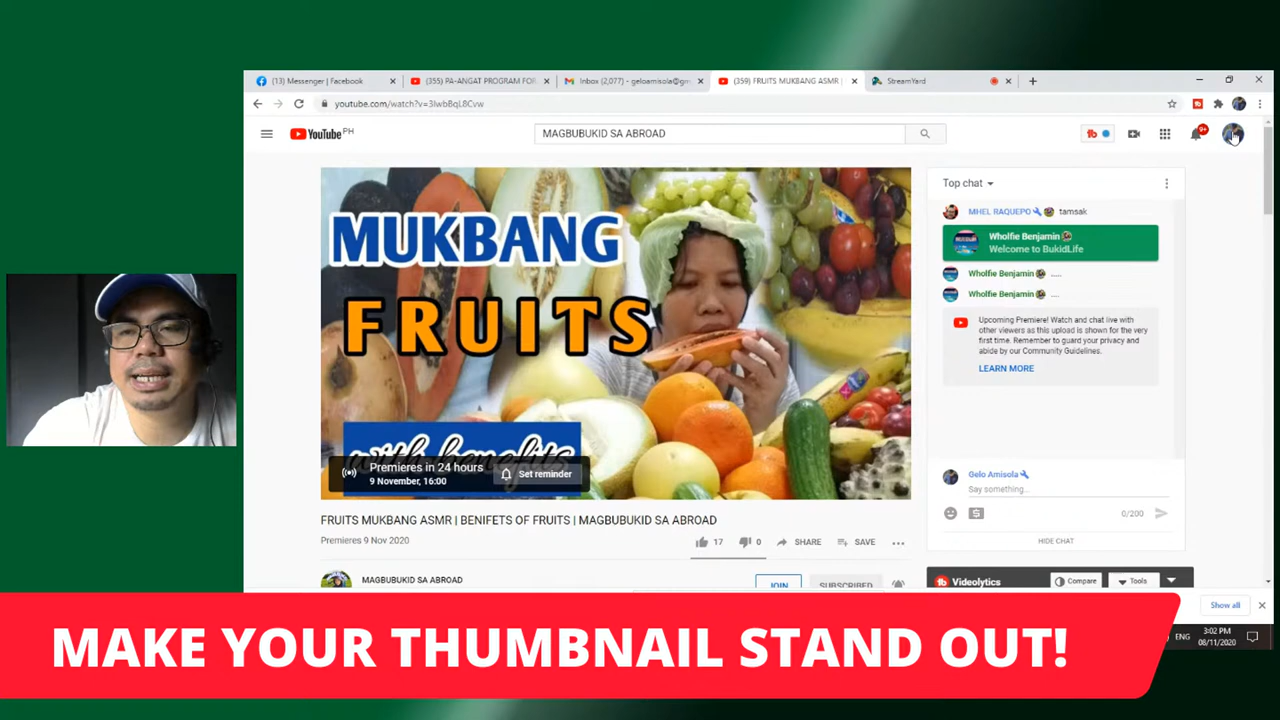 (13) Messenger | Facebook
(355) PA-ANGAT PROGRAM FOR
Inbox (2,077) - geloamisola@gm
(359) FRUITS MUKBANG ASMR |
StreamYard
youtube.com/watch?v=3IwbBqL8Cvw
YouTube PH
MAGBUBUKID SA ABROAD
9+
MUKBANG
FRUITS
with benefits
Premieres in 24 hours
9 November, 16:00
Set reminder
Top chat
MHEL RAQUEPO tamsak
Wholfie Benjamin
Welcome to BukidLife
Wholfie Benjamin .....
Wholfie Benjamin ....
Upcoming Premiere! Watch and chat live with
other viewers as this upload is shown for the very
first time. Remember to guard your privacy and
abide by our Community Guidelines.
LEARN MORE
Gelo Amisola
Say something...
0/200
HIDE CHAT
FRUITS MUKBANG ASMR | BENIFETS OF FRUITS | MAGBUBUKID SA ABROAD
Premieres 9 Nov 2020
17
0
SHARE
SAVE
MAGBUBUKID SA ABROAD
JOIN
SUBSCRIBED
Videolytics
Compare
Tools
Show all
ENG
3:02 PM
08/11/2020
MAKE YOUR THUMBNAIL STAND OUT!